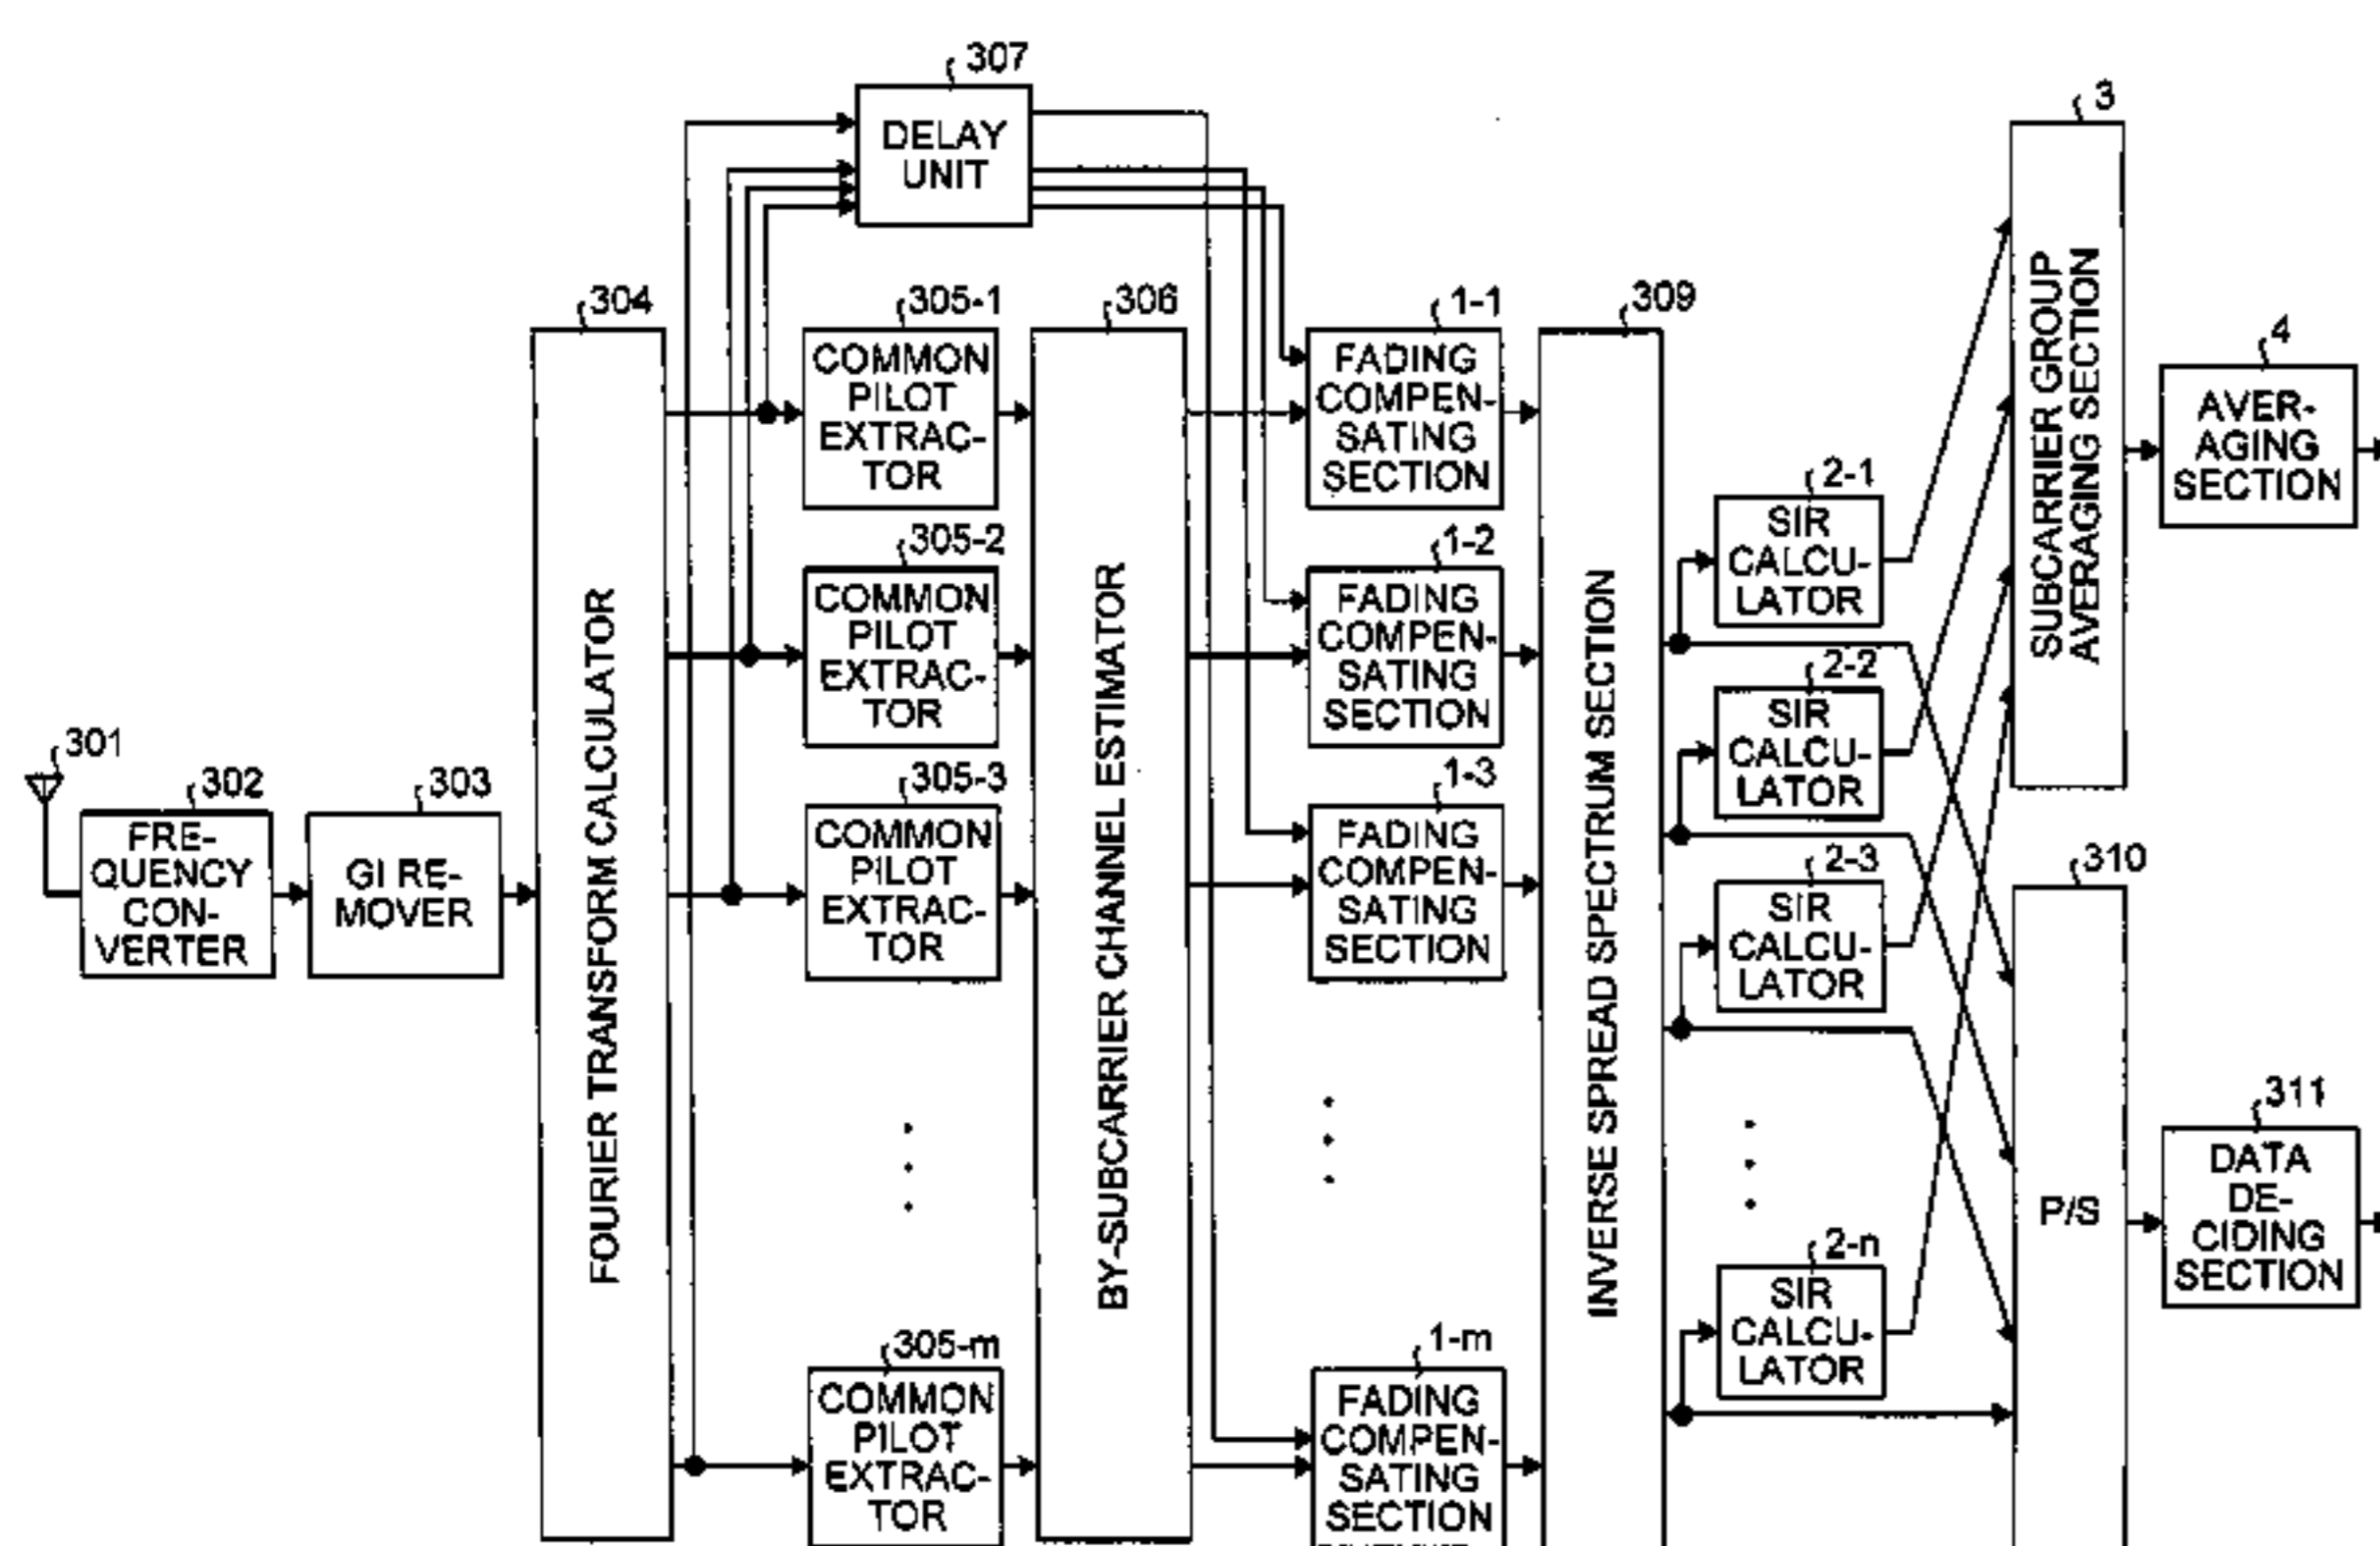 307
DELAY
UNIT
3
SUBCARRIER GROUP
AVERAGING SECTION
4
AVER-
AGING
SECTION
304
FOURIER TRANSFORM CALCULATOR
305-1
COMMON
PILOT
EXTRAC-
TOR
306
BY-SUBCARRIER CHANNEL ESTIMATOR
1-1
FADING
COMPEN-
SATING
SECTION
309
INVERSE SPREAD SPECTRUM SECTION
2-1
SIR
CALCU-
LATOR
305-2
COMMON
PILOT
EXTRAC-
TOR
1-2
FADING
COMPEN-
SATING
SECTION
2-2
SIR
CALCU-
LATOR
301
302
FRE-
QUENCY
CON-
VERTER
303
GI RE-
MOVER
305-3
COMMON
PILOT
EXTRAC-
TOR
1-3
FADING
COMPEN-
SATING
SECTION
2-3
SIR
CALCU-
LATOR
310
P/S
311
DATA
DE-
CIDING
SECTION
2-n
SIR
CALCU-
LATOR
305-m
COMMON
PILOT
EXTRAC-
TOR
1-m
FADING
COMPEN-
SATING
SECTION